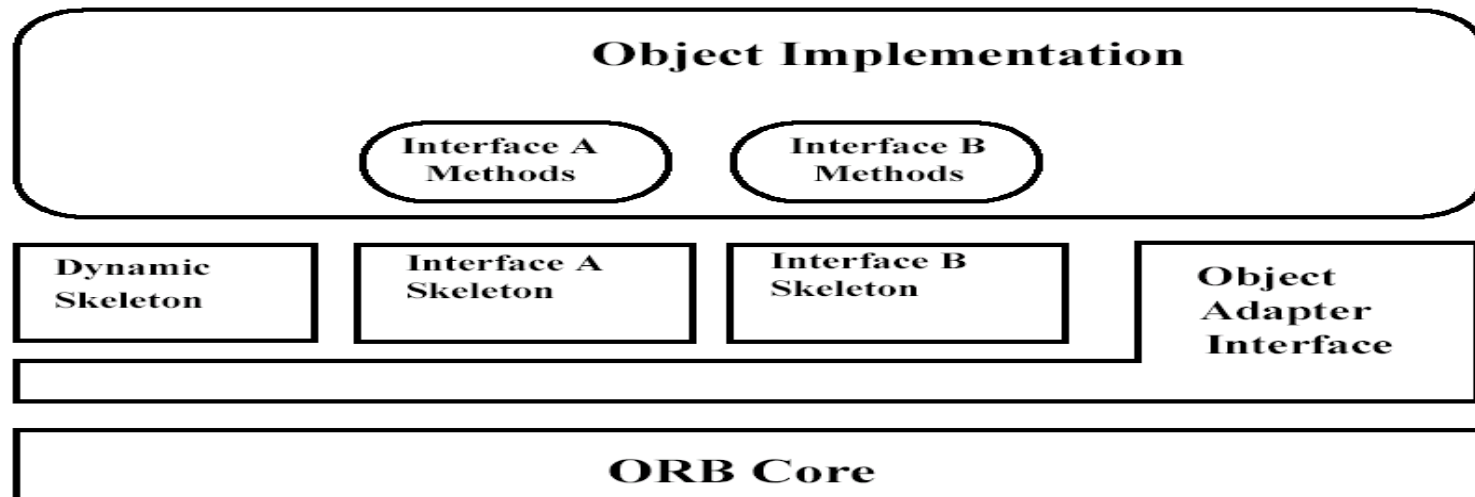 Object Implementation
Interface A
Methods
Interface B
Methods
Dynamic
Skeleton
Interface A
Skeleton
Interface B
Skeleton
Object
Adapter
Interface
ORB Core